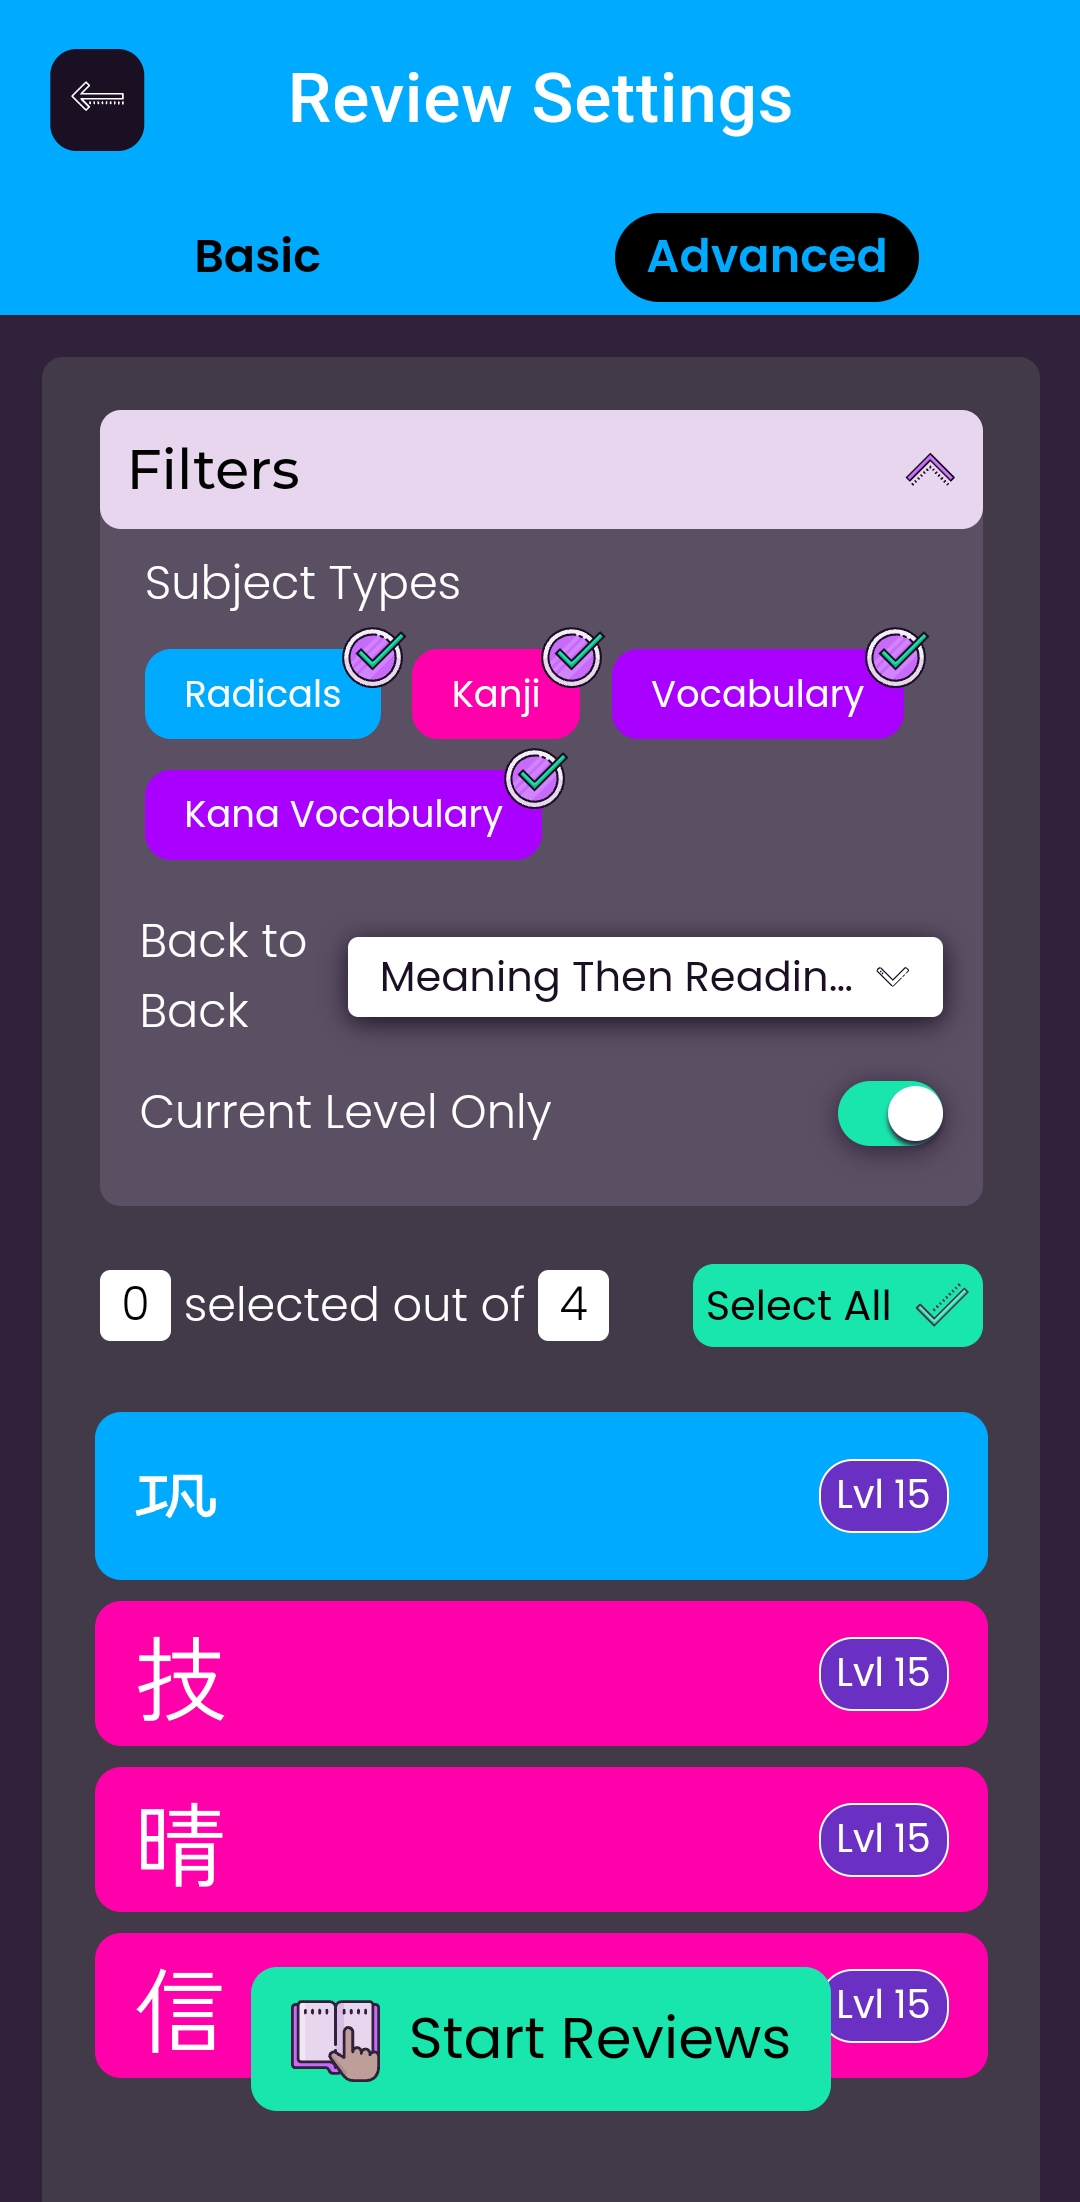 Review Settings
Basic
Advanced
Filters
Subject Types
Radicals
Kanji
Vocabulary
Kana Vocabulary
Back to
Back
Meaning Then Readin...
Current Level Only
0 selected out of 4
Select All
Lvl 15
技
Lvl 15
晴
Lvl 15
信
Lvl 15
Start Reviews